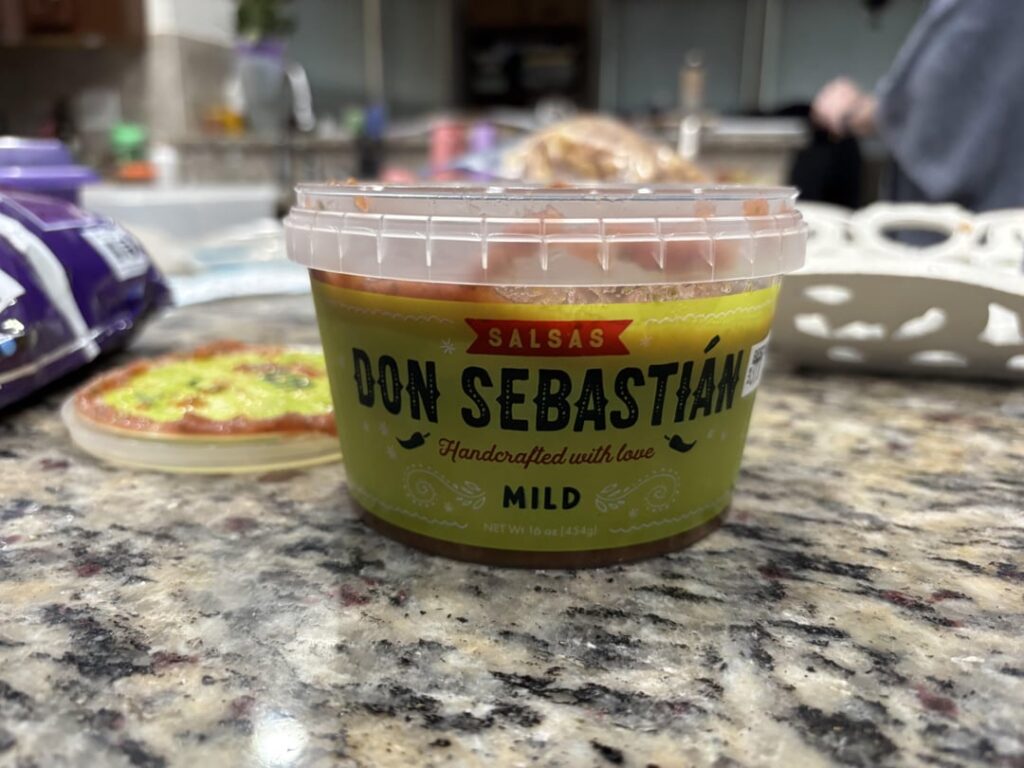 SALSAS
DON SEBASTIÁN
Handcrafted with love
MILD
NET Wt 16 oz (454g)